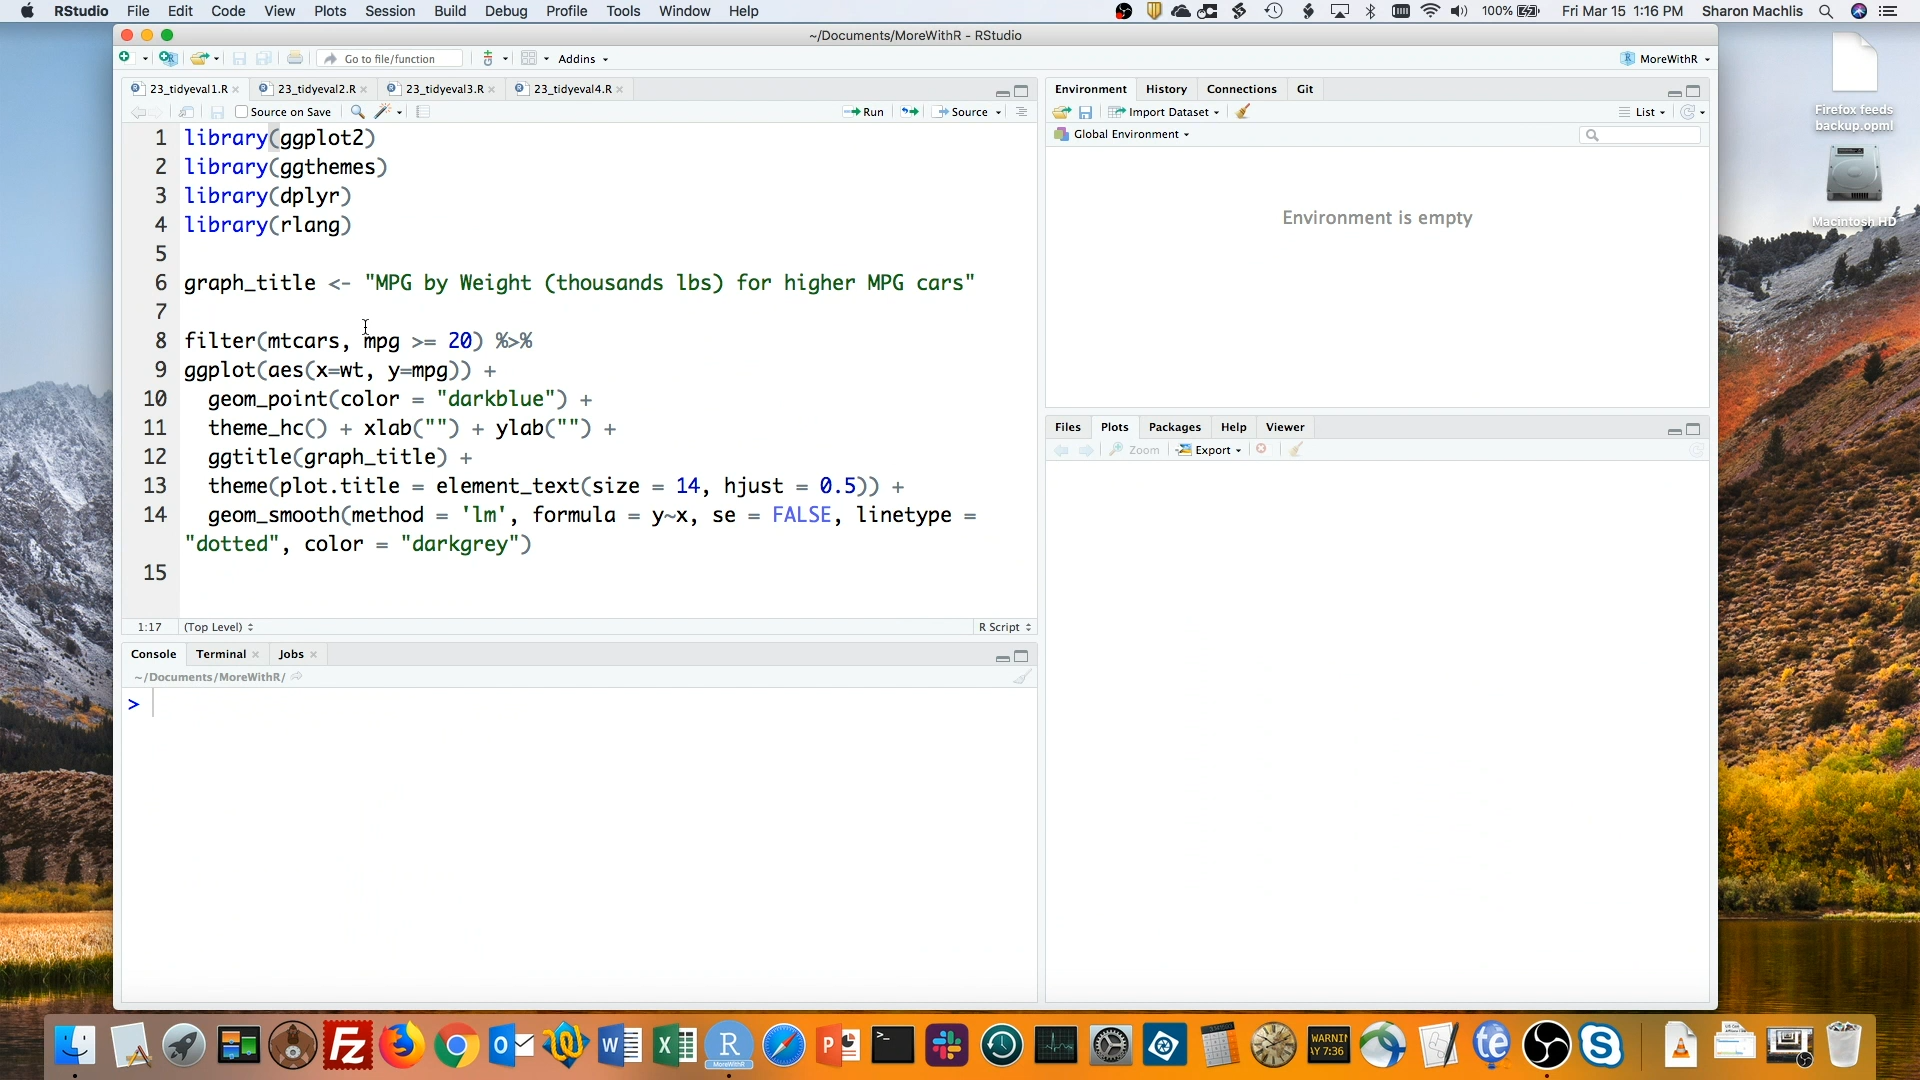 RStudio File Edit Code View Plots Session Build Debug Profile Tools Window Help 100% Fri Mar 15 1:16 PM Sharon Machlis
~/Documents/MoreWithR - RStudio
Go to file/function Addins MoreWithR
23_tidyeval1.R 23_tidyeval2.R 23_tidyeval3.R 23_tidyeval4.R
Source on Save Run Source
1 library(ggplot2)
2 library(ggthemes)
3 library(dplyr)
4 library(rlang)
5
6 graph_title <- "MPG by Weight (thousands lbs) for higher MPG cars"
7
8 filter(mtcars, mpg >= 20) %>%
9 ggplot(aes(x=wt, y=mpg)) +
10 geom_point(color = "darkblue") +
11 theme_hc() + xlab("") + ylab("") +
12 ggtitle(graph_title) +
13 theme(plot.title = element_text(size = 14, hjust = 0.5)) +
14 geom_smooth(method = 'lm', formula = y~x, se = FALSE, linetype =
"dotted", color = "darkgrey")
15
1:17 (Top Level) R Script
Console Terminal Jobs
~/Documents/MoreWithR/
>
Environment History Connections Git
Import Dataset List
Global Environment
Environment is empty
Files Plots Packages Help Viewer
Zoom Export
Firefox feeds
backup.opml
Macintosh HD